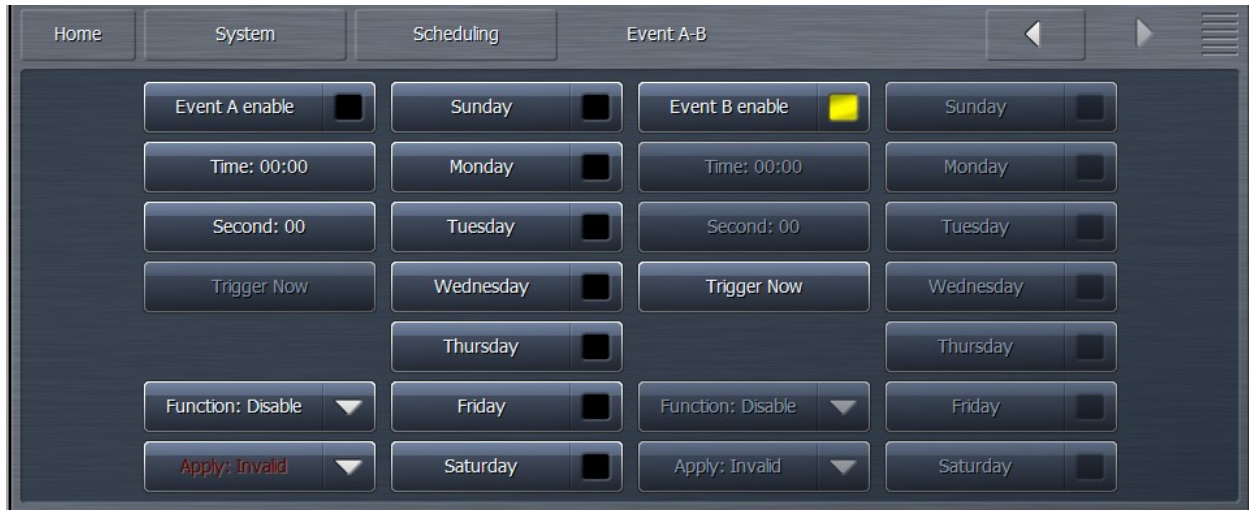 Home System Scheduling Event A-B
Event A enable Sunday Event B enable Sunday
Time: 00:00 Monday Time: 00:00 Monday
Second: 00 Tuesday Second: 00 Tuesday
Trigger Now Wednesday Trigger Now Wednesday
Thursday Thursday
Function: Disable Friday Function: Disable Friday
Apply: Invalid Saturday Apply: Invalid Saturday